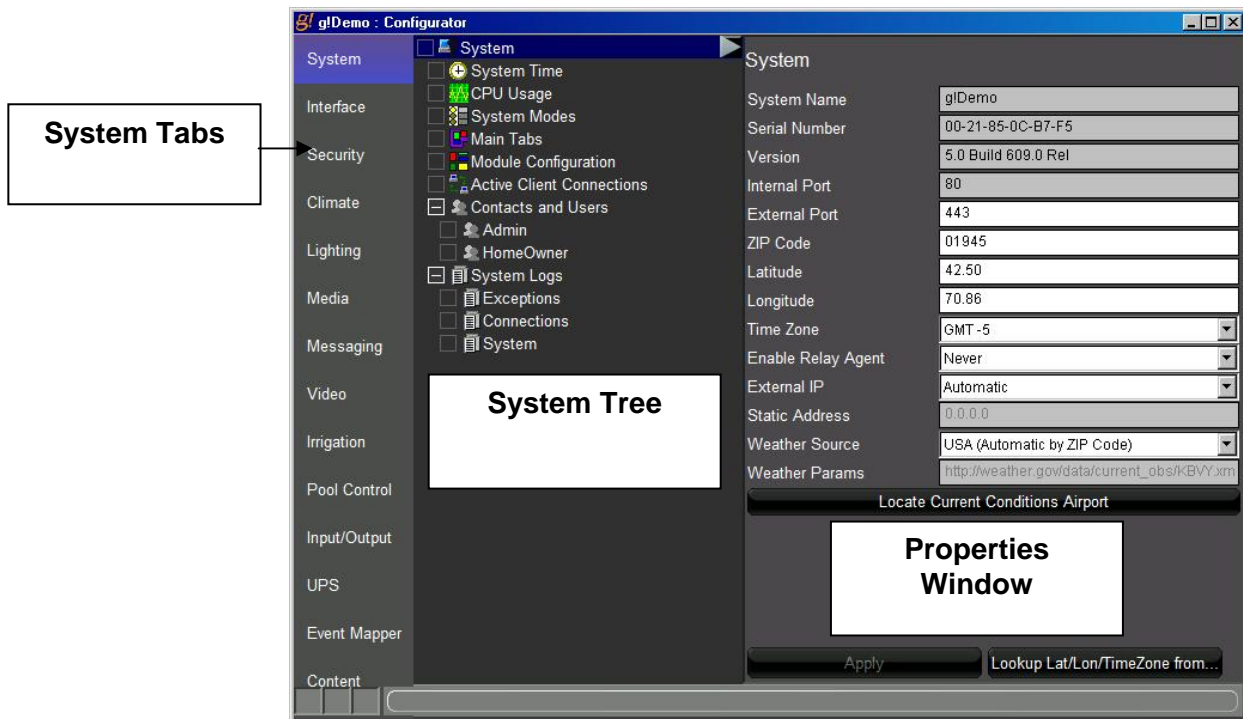 g! g!Demo : Configurator
System Tabs
System
Interface
Security
Climate
Lighting
Media
Messaging
Video
Irrigation
Pool Control
Input/Output
UPS
Event Mapper
Content
System
System Time
CPU Usage
System Modes
Main Tabs
Module Configuration
Active Client Connections
Contacts and Users
Admin
HomeOwner
System Logs
Exceptions
Connections
System
System Tree
System
System Name g!Demo
Serial Number 00-21-85-0C-B7-F5
Version 5.0 Build 609.0 Rel
Internal Port 80
External Port 443
ZIP Code 01945
Latitude 42.50
Longitude 70.86
Time Zone GMT -5
Enable Relay Agent Never
External IP Automatic
Static Address 0.0.0.0
Weather Source USA (Automatic by ZIP Code)
Weather Params http://weather.gov/data/current_obs/KBVY.xm
Locate Current Conditions Airport
Properties
Window
Apply Lookup Lat/Lon/TimeZone from...